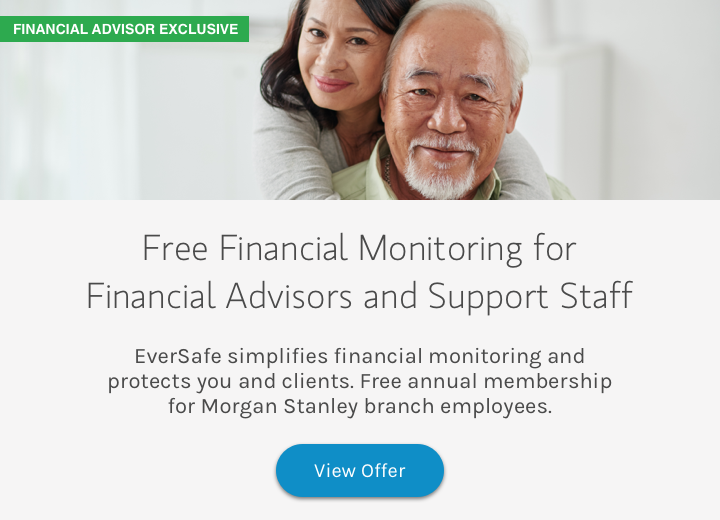 FINANCIAL ADVISOR EXCLUSIVE
Free Financial Monitoring for
Financial Advisors and Support Staff
EverSafe simplifies financial monitoring and
protects you and clients. Free annual membership
for Morgan Stanley branch employees.
View Offer